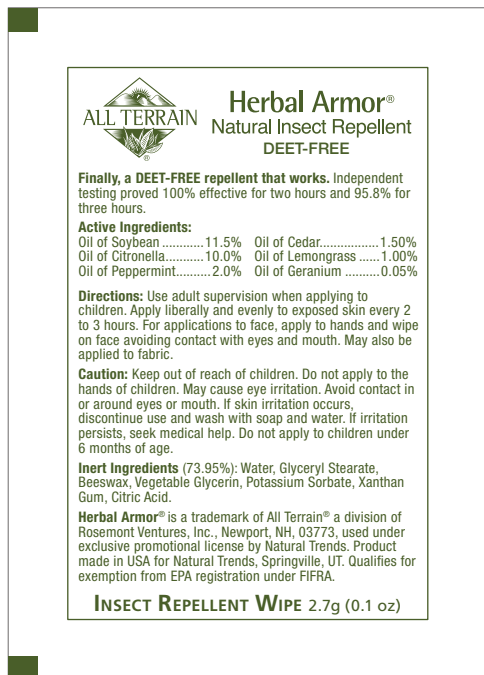 ALL TERRAIN
®
Herbal Armor®
Natural Insect Repellent
DEET-FREE
Finally, a DEET-FREE repellent that works. Independent
testing proved 100% effective for two hours and 95.8% for
three hours.
Active Ingredients:
Oil of Soybean ............11.5% Oil of Cedar.................1.50%
Oil of Citronella...........10.0% Oil of Lemongrass ......1.00%
Oil of Peppermint..........2.0% Oil of Geranium ..........0.05%
Directions: Use adult supervision when applying to
children. Apply liberally and evenly to exposed skin every 2
to 3 hours. For applications to face, apply to hands and wipe
on face avoiding contact with eyes and mouth. May also be
applied to fabric.
Caution: Keep out of reach of children. Do not apply to the
hands of children. May cause eye irritation. Avoid contact in
or around eyes or mouth. If skin irritation occurs,
discontinue use and wash with soap and water. If irritation
persists, seek medical help. Do not apply to children under
6 months of age.
Inert Ingredients (73.95%): Water, Glyceryl Stearate,
Beeswax, Vegetable Glycerin, Potassium Sorbate, Xanthan
Gum, Citric Acid.
Herbal Armor® is a trademark of All Terrain® a division of
Rosemont Ventures, Inc., Newport, NH, 03773, used under
exclusive promotional license by Natural Trends. Product
made in USA for Natural Trends, Springville, UT. Qualifies for
exemption from EPA registration under FIFRA.
INSECT REPELLENT WIPE 2.7g (0.1 oz)